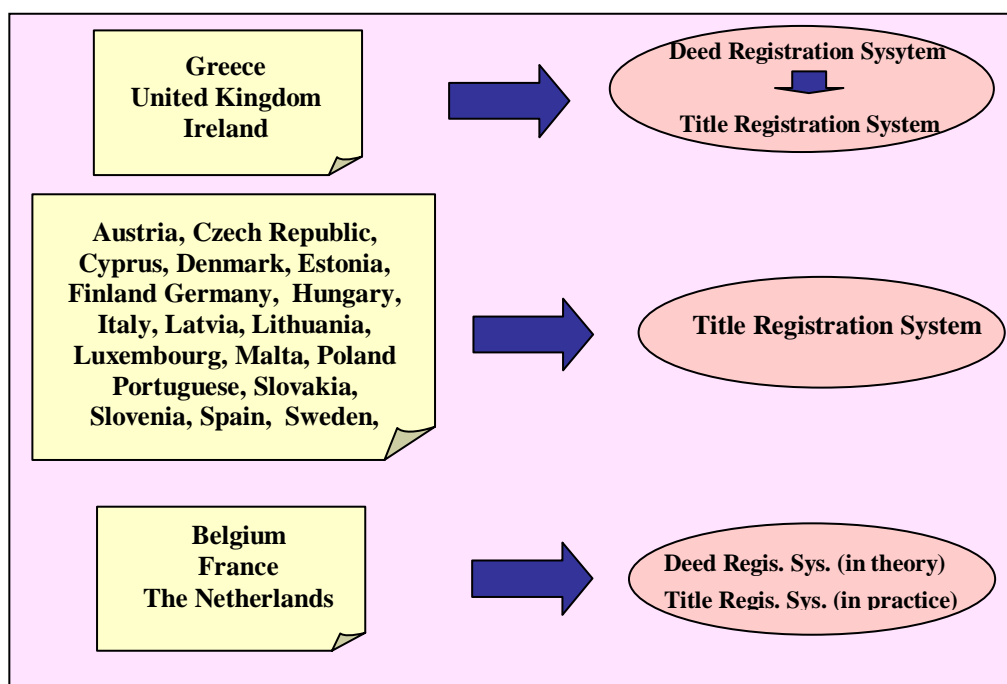 Greece
United Kingdom
Ireland
Deed Registration Sysytem
Title Registration System
Austria, Czech Republic,
Cyprus, Denmark, Estonia,
Finland Germany, Hungary,
Italy, Latvia, Lithuania,
Luxembourg, Malta, Poland
Portuguese, Slovakia,
Slovenia, Spain, Sweden,
Title Registration System
Belgium
France
The Netherlands
Deed Regis. Sys. (in theory)
Title Regis. Sys. (in practice)